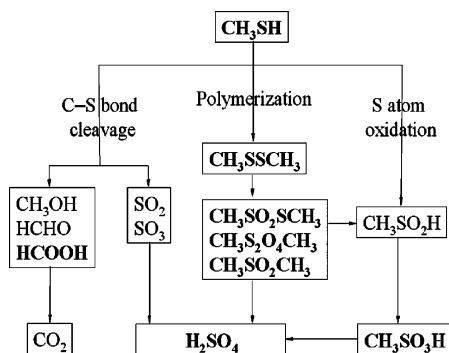 CH₃SH
C–S bond
cleavage
Polymerization
S atom
oxidation
CH₃SSCH₃
CH₃OH
HCHO
HCOOH
SO₂
SO₃
CH₃SO₂SCH₃
CH₃S₂O₄CH₃
CH₃SO₂CH₃
CH₃SO₂H
CO₂
H₂SO₄
CH₃SO₃H